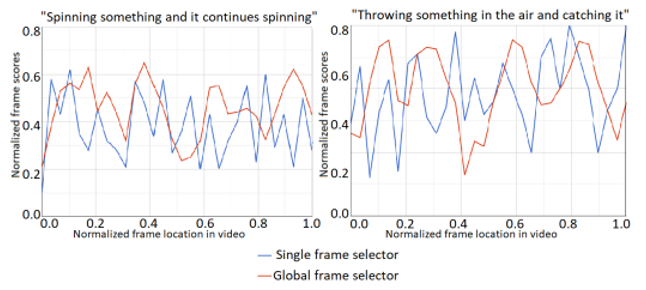 "Spinning something and it continues spinning"
"Throwing something in the air and catching it"
Normalized frame scores
0.8
0.6
0.4
0.2
0.0
0.0 0.2 0.4 0.6 0.8 1.0
Normalized frame location in video
Normalized frame scores
0.8
0.6
0.4
0.2
0.0
0.0 0.2 0.4 0.6 0.8 1.0
Normalized frame location in video
Single frame selector
Global frame selector